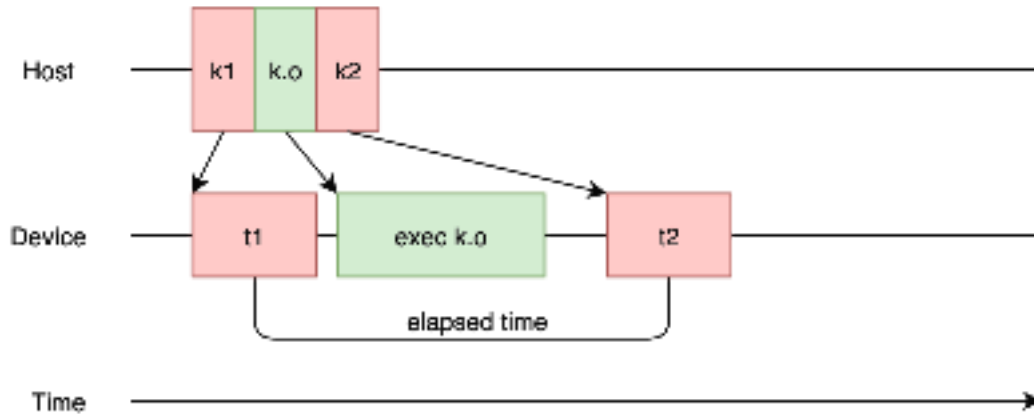 Host k1 k.o k2
Device t1 exec k.o t2
elapsed time
Time